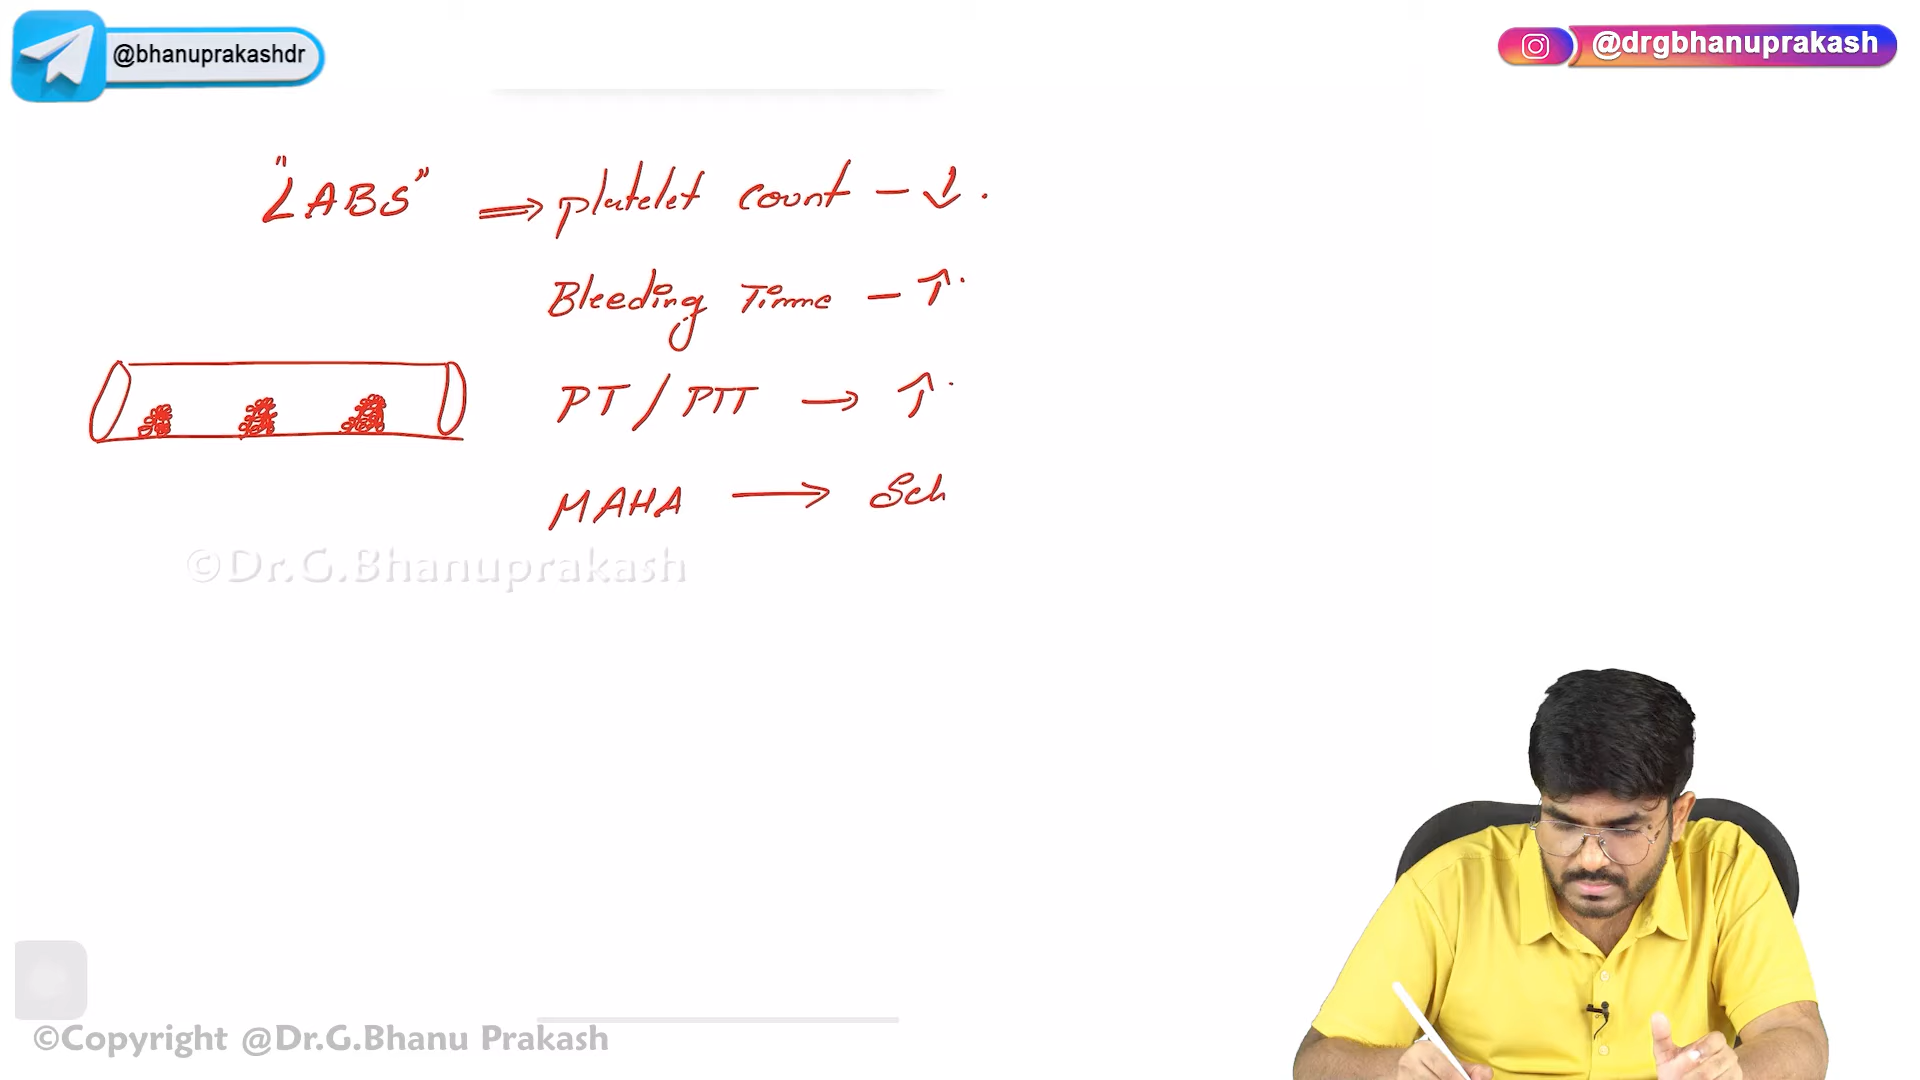 @bhanuprakashdr
@drgbhanuprakash
"LABS" ⇒ platelet count - ↓.
Bleeding Time - ↑.
PT / PTT → ↑.
MAHA → Sch
©Dr.G.Bhanuprakash
©Copyright @Dr.G.Bhanu Prakash